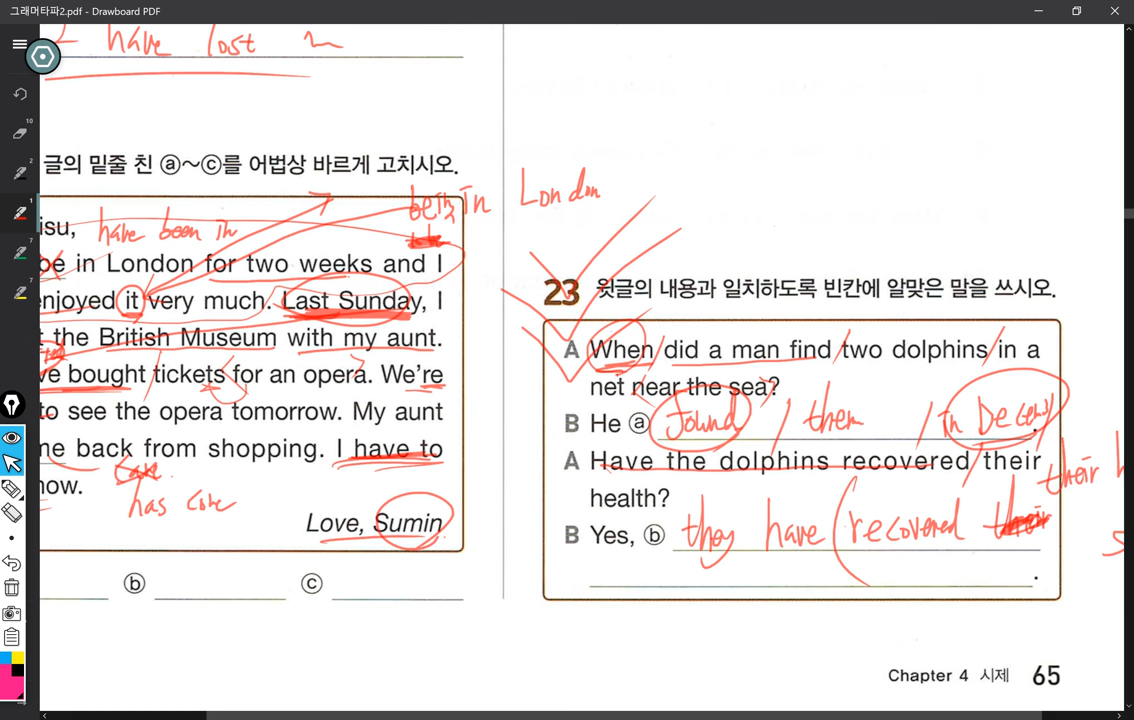 그래머타파2.pdf - Drawboard PDF
I have lost
글의 밑줄 친 ⓐ~ⓒ를 어법상 바르게 고치시오.
being in London
isu, have been in
be in London for two weeks and I
enjoyed it very much. Last Sunday, I
t the British Museum with my aunt.
ve bought tickets for an opera. We're
to see the opera tomorrow. My aunt
me back from shopping. I have to
now.
has come
Love, Sumin
ⓑ ⓒ
23 윗글의 내용과 일치하도록 빈칸에 알맞은 말을 쓰시오.
A When did a man find two dolphins in a
net near the sea?
B He ⓐ found them in .
A Have the dolphins recovered their
health?
their h
B Yes, ⓑ they have recovered their
.
Chapter 4 시제 65